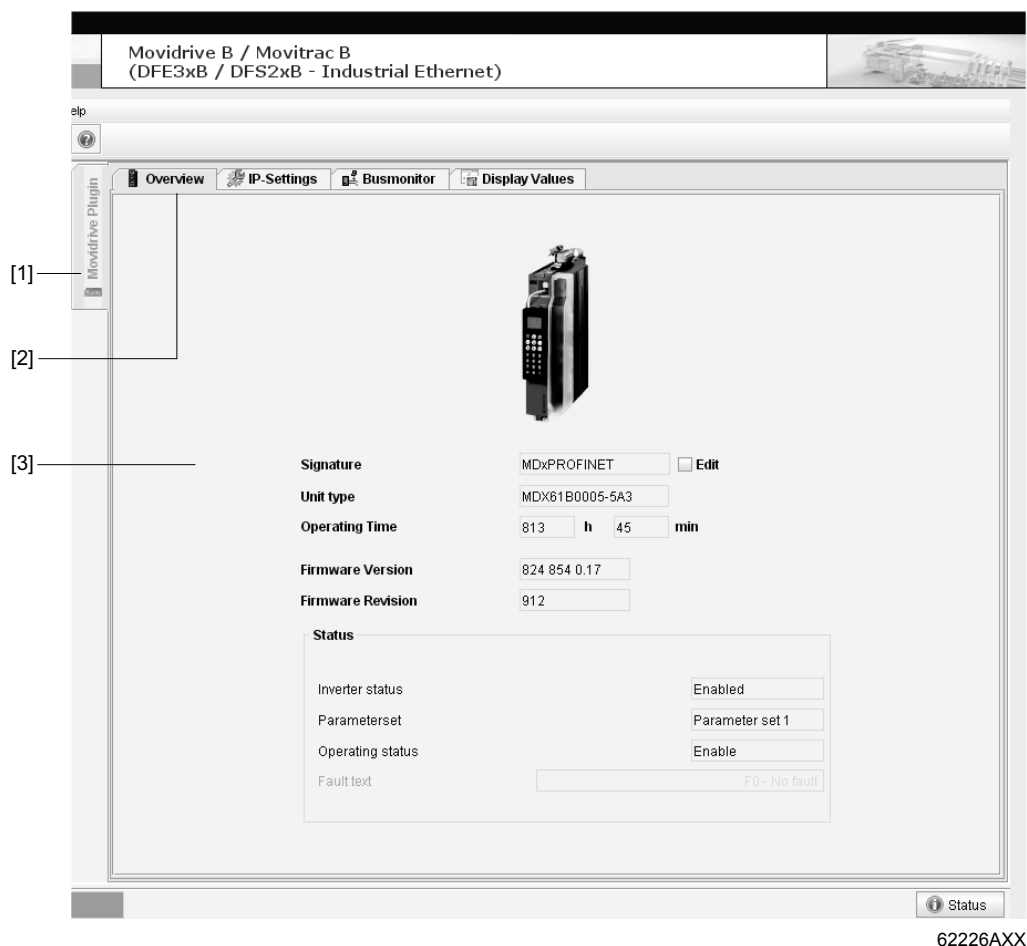 Movidrive B / Movitrac B
(DFE3xB / DFS2xB - Industrial Ethernet)
elp
Overview IP-Settings Busmonitor Display Values
Movidrive Plugin
[1]
[2]
[3]
Signature MDxPROFINET Edit
Unit type MDX61B0005-5A3
Operating Time 813 h 45 min
Firmware Version 824 854 0.17
Firmware Revision 912
Status
Inverter status Enabled
Parameterset Parameter set 1
Operating status Enable
Fault text F0 - No fault
Status
62226AXX